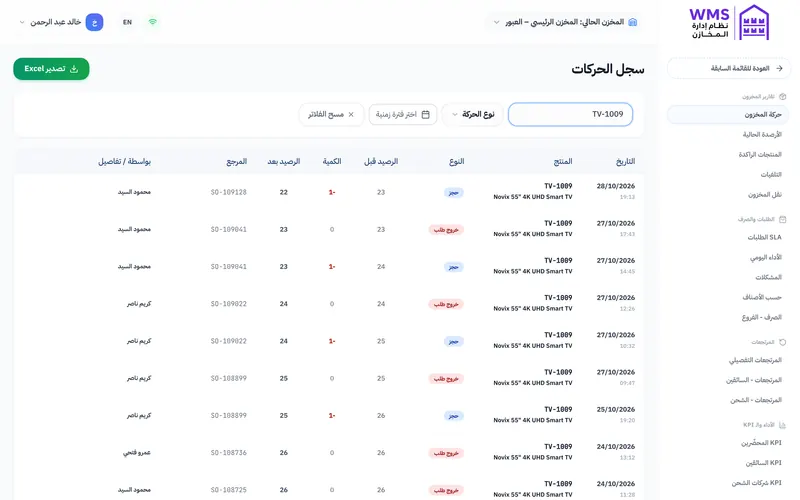 WMS
نظام إدارة
المخازن
المخزن الحالي: المخزن الرئيسي – العبور
EN
خ
خالد عبد الرحمن
العودة للقائمة السابقة
تقارير المخزون
حركة المخزون
الأرصدة الحالية
المنتجات الراكدة
التلفيات
نقل المخزون
الطلبات والصرف
SLA الطلبات
الأداء اليومي
المشكلات
حسب الأصناف
الصرف - الفروع
المرتجعات
المرتجعات التفصيلي
المرتجعات - السائقين
المرتجعات - الشحن
الأداء والـ KPI
KPI المحضّرين
KPI السائقين
KPI شركات الشحن
سجل الحركات
تصدير Excel
TV-1009
نوع الحركة
اختر فترة زمنية
مسح الفلاتر
التاريخ المنتج النوع الرصيد قبل الكمية الرصيد بعد المرجع بواسطة / تفاصيل
28/10/2026 TV-1009 حجز 23 -1 22 SO-109128 محمود السيد
19:13 Novix 55" 4K UHD Smart TV
27/10/2026 TV-1009 خروج طلب 23 0 23 SO-109041 محمود السيد
17:43 Novix 55" 4K UHD Smart TV
27/10/2026 TV-1009 حجز 24 -1 23 SO-109041 محمود السيد
14:45 Novix 55" 4K UHD Smart TV
27/10/2026 TV-1009 خروج طلب 24 0 24 SO-109022 كريم ناصر
12:26 Novix 55" 4K UHD Smart TV
27/10/2026 TV-1009 حجز 25 -1 24 SO-109022 كريم ناصر
10:32 Novix 55" 4K UHD Smart TV
27/10/2026 TV-1009 خروج طلب 25 0 25 SO-108899 كريم ناصر
09:47 Novix 55" 4K UHD Smart TV
25/10/2026 TV-1009 حجز 26 -1 25 SO-108899 كريم ناصر
19:20 Novix 55" 4K UHD Smart TV
24/10/2026 TV-1009 خروج طلب 26 0 26 SO-108736 عمرو فتحي
13:12 Novix 55" 4K UHD Smart TV
24/10/2026 TV-1009 خروج طلب 26 0 26 SO-108725 محمود السيد
11:28 Novix 55" 4K UHD Smart TV